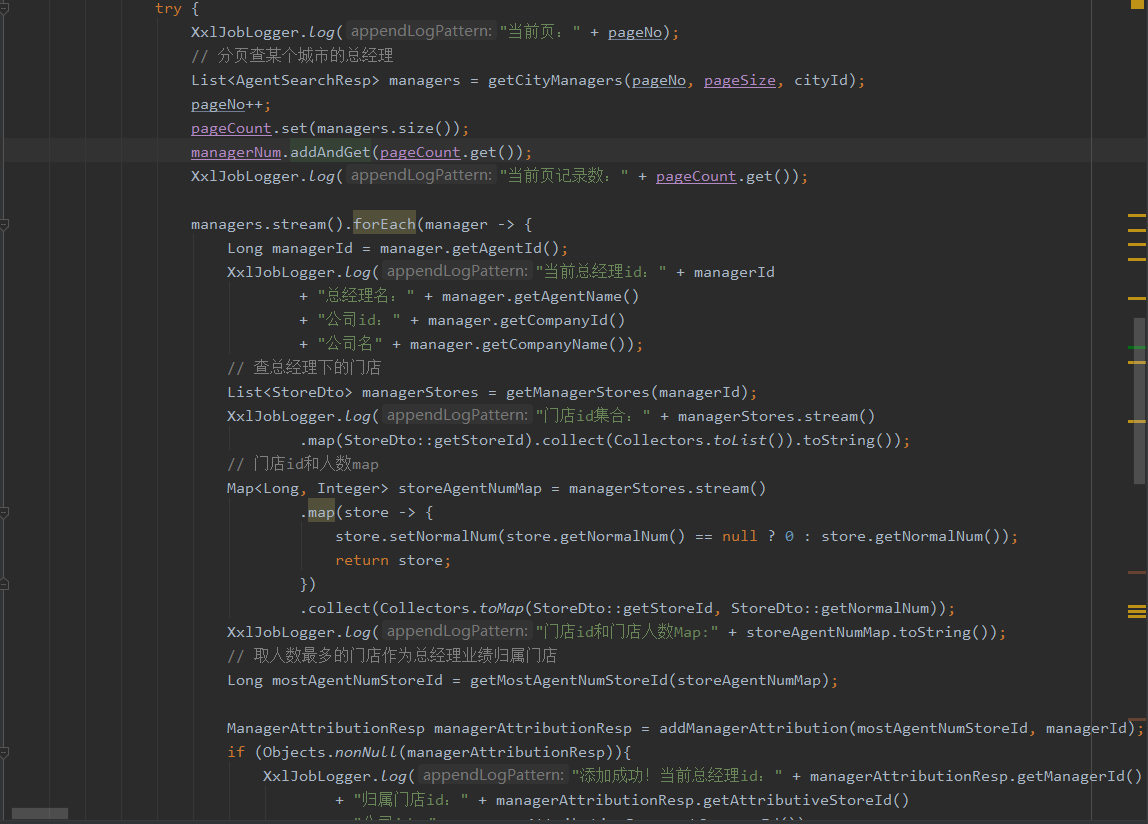 try {
XxlJobLogger.log( appendLogPattern: "当前页：" + pageNo);
// 分页查某个城市的总经理
List<AgentSearchResp> managers = getCityManagers(pageNo, pageSize, cityId);
pageNo++;
pageCount.set(managers.size());
managerNum.addAndGet(pageCount.get());
XxlJobLogger.log( appendLogPattern: "当前页记录数：" + pageCount.get());
managers.stream().forEach(manager -> {
Long managerId = manager.getAgentId();
XxlJobLogger.log( appendLogPattern: "当前总经理id：" + managerId
+ "总经理名：" + manager.getAgentName()
+ "公司id：" + manager.getCompanyId()
+ "公司名" + manager.getCompanyName());
// 查总经理下的门店
List<StoreDto> managerStores = getManagerStores(managerId);
XxlJobLogger.log( appendLogPattern: "门店id集合：" + managerStores.stream()
.map(StoreDto::getStoreId).collect(Collectors.toList()).toString());
// 门店id和人数map
Map<Long, Integer> storeAgentNumMap = managerStores.stream()
.map(store -> {
store.setNormalNum(store.getNormalNum() == null ? 0 : store.getNormalNum());
return store;
})
.collect(Collectors.toMap(StoreDto::getStoreId, StoreDto::getNormalNum));
XxlJobLogger.log( appendLogPattern: "门店id和门店人数Map:" + storeAgentNumMap.toString());
// 取人数最多的门店作为总经理业绩归属门店
Long mostAgentNumStoreId = getMostAgentNumStoreId(storeAgentNumMap);
ManagerAttributionResp managerAttributionResp = addManagerAttribution(mostAgentNumStoreId, managerId);
if (Objects.nonNull(managerAttributionResp)){
XxlJobLogger.log( appendLogPattern: "添加成功！当前总经理id：" + managerAttributionResp.getManagerId()
+ "归属门店id：" + managerAttributionResp.getAttributiveStoreId()